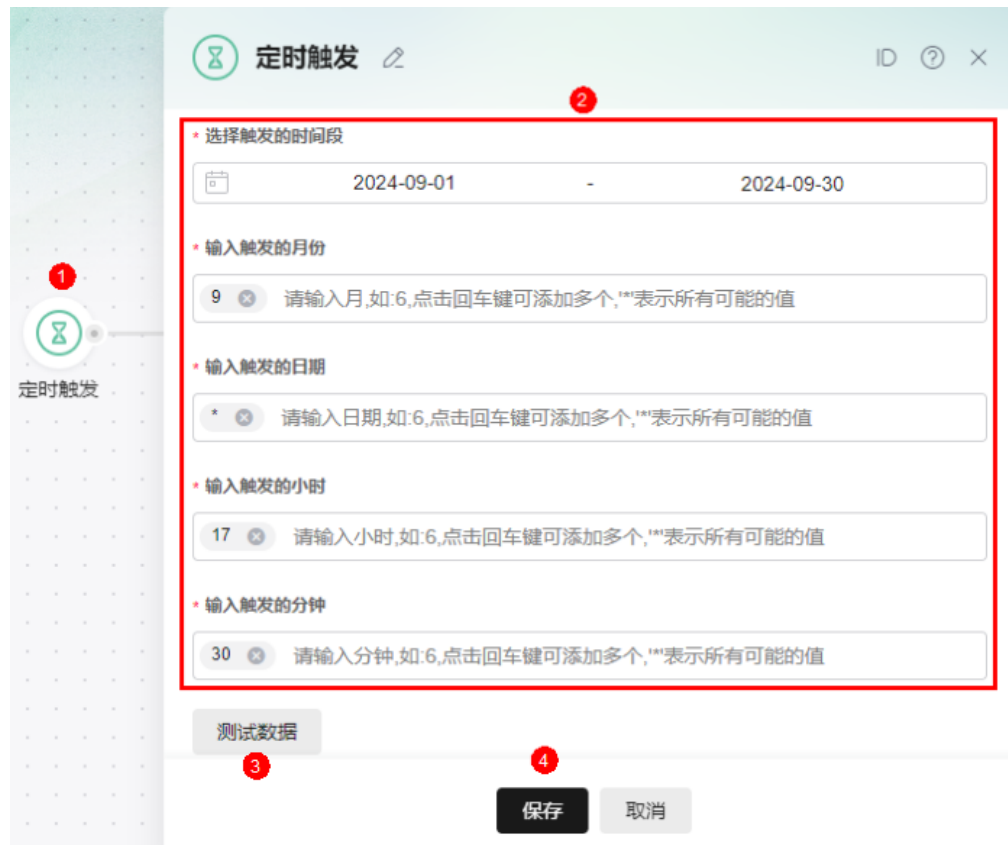 定时触发
ID
2
* 选择触发的时间段
2024-09-01 - 2024-09-30
* 输入触发的月份
1
9 请输入月,如:6,点击回车键可添加多个,'*'表示所有可能的值
* 输入触发的日期
定时触发
* 请输入日期,如:6,点击回车键可添加多个,'*'表示所有可能的值
* 输入触发的小时
17 请输入小时,如:6,点击回车键可添加多个,'*'表示所有可能的值
* 输入触发的分钟
30 请输入分钟,如:6,点击回车键可添加多个,'*'表示所有可能的值
测试数据
3
4
保存
取消